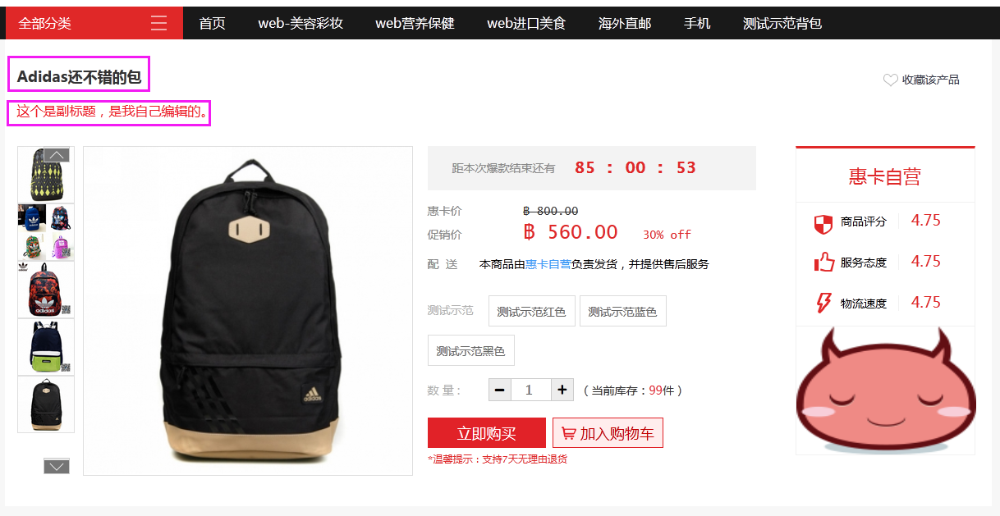 全部分类 首页 web-美容彩妆 web营养保健 web进口美食 海外直邮 手机 测试示范背包
Adidas还不错的包
收藏该产品
这个是副标题，是我自己编辑的。
距本次爆款结束还有 85 : 00 : 53
惠卡价 ฿ 800.00
促销价 ฿ 560.00 30% off
配 送 本商品由惠卡自营负责发货，并提供售后服务
测试示范 测试示范红色 测试示范蓝色
测试示范黑色
数量: − 1 + （当前库存：99件）
立即购买 加入购物车
*温馨提示：支持7天无理由退货
惠卡自营
商品评分 4.75
服务态度 4.75
物流速度 4.75
adidas
adidas